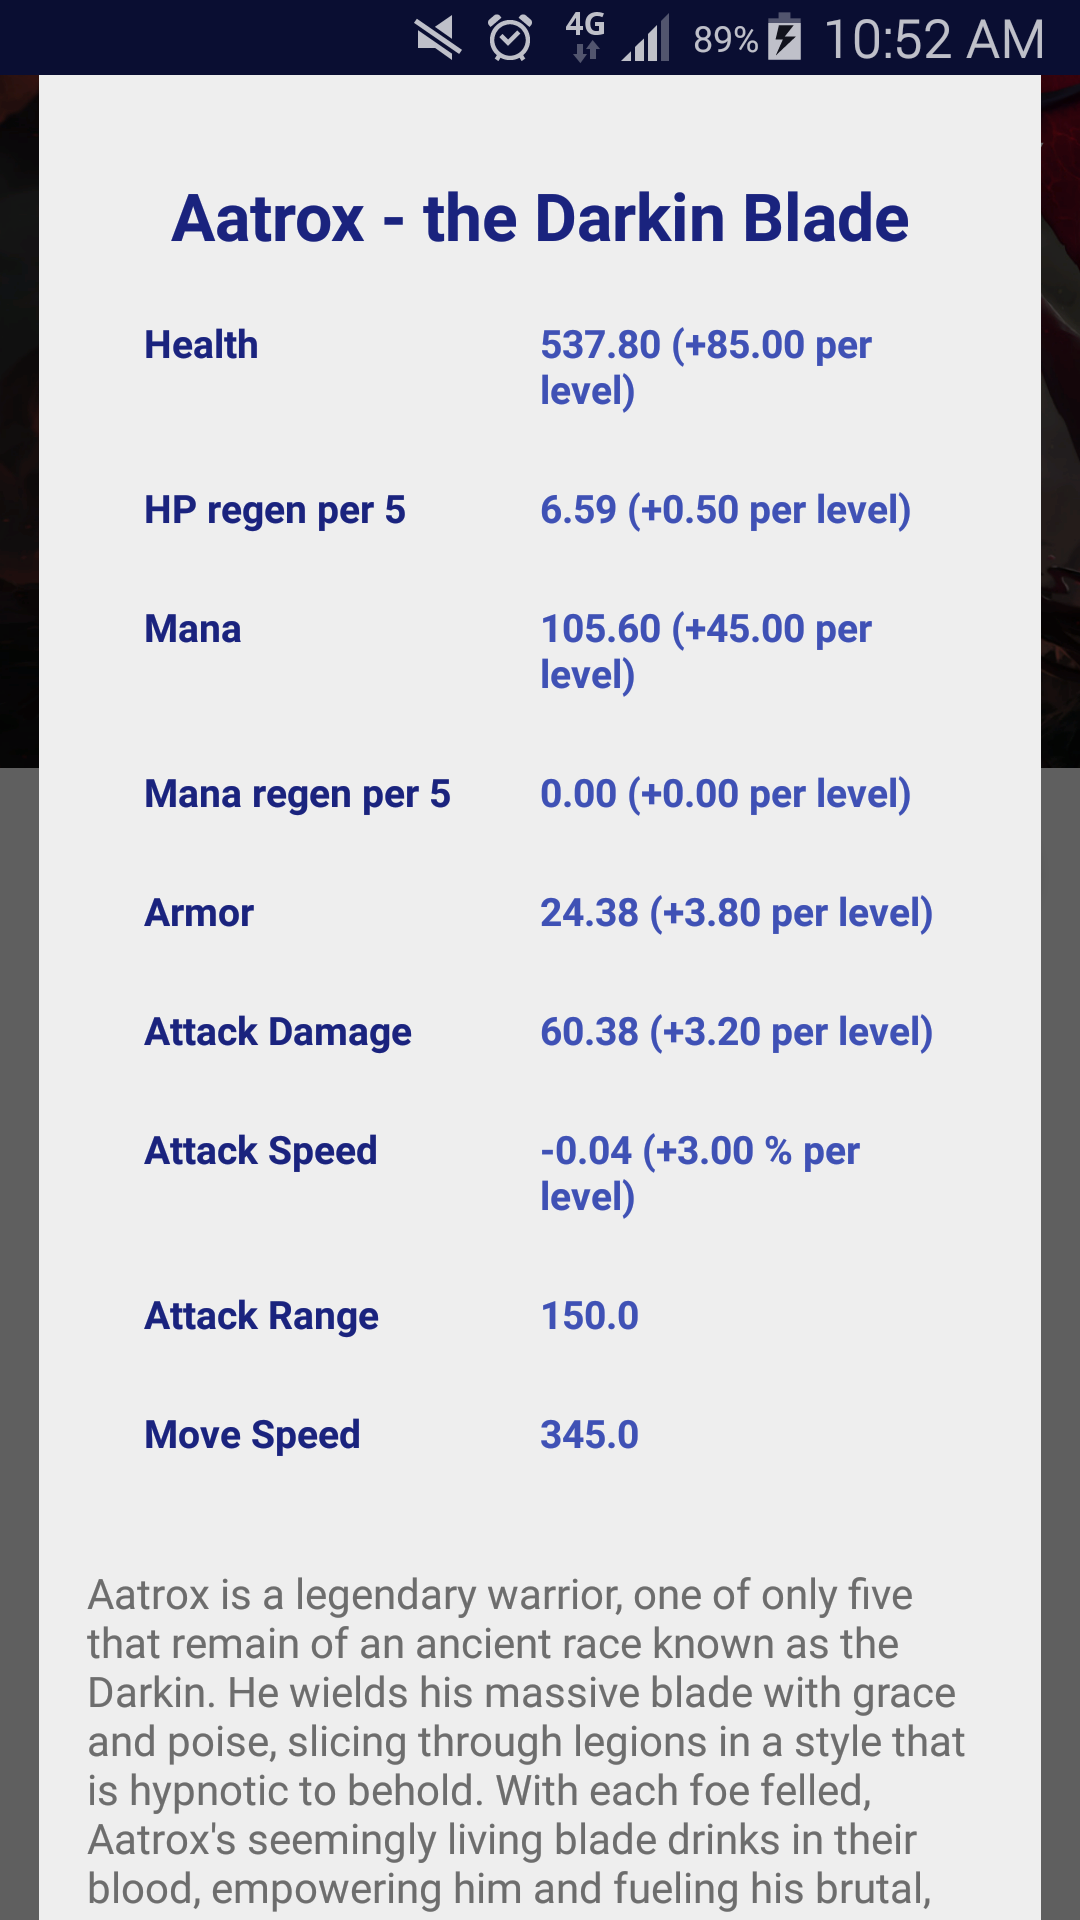 4G 89% 10:52 AM
Aatrox - the Darkin Blade
Health 537.80 (+85.00 per
level)
HP regen per 5 6.59 (+0.50 per level)
Mana 105.60 (+45.00 per
level)
Mana regen per 5 0.00 (+0.00 per level)
Armor 24.38 (+3.80 per level)
Attack Damage 60.38 (+3.20 per level)
Attack Speed -0.04 (+3.00 % per
level)
Attack Range 150.0
Move Speed 345.0
Aatrox is a legendary warrior, one of only five
that remain of an ancient race known as the
Darkin. He wields his massive blade with grace
and poise, slicing through legions in a style that
is hypnotic to behold. With each foe felled,
Aatrox's seemingly living blade drinks in their
blood, empowering him and fueling his brutal,